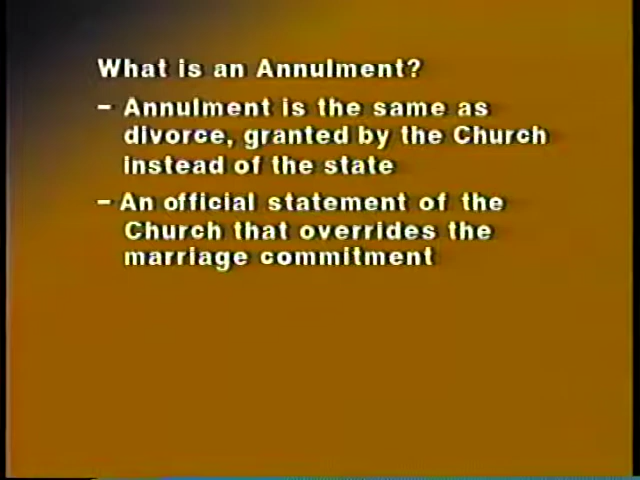 What is an Annulment?
– Annulment is the same as
divorce, granted by the Church
instead of the state
– An official statement of the
Church that overrides the
marriage commitment